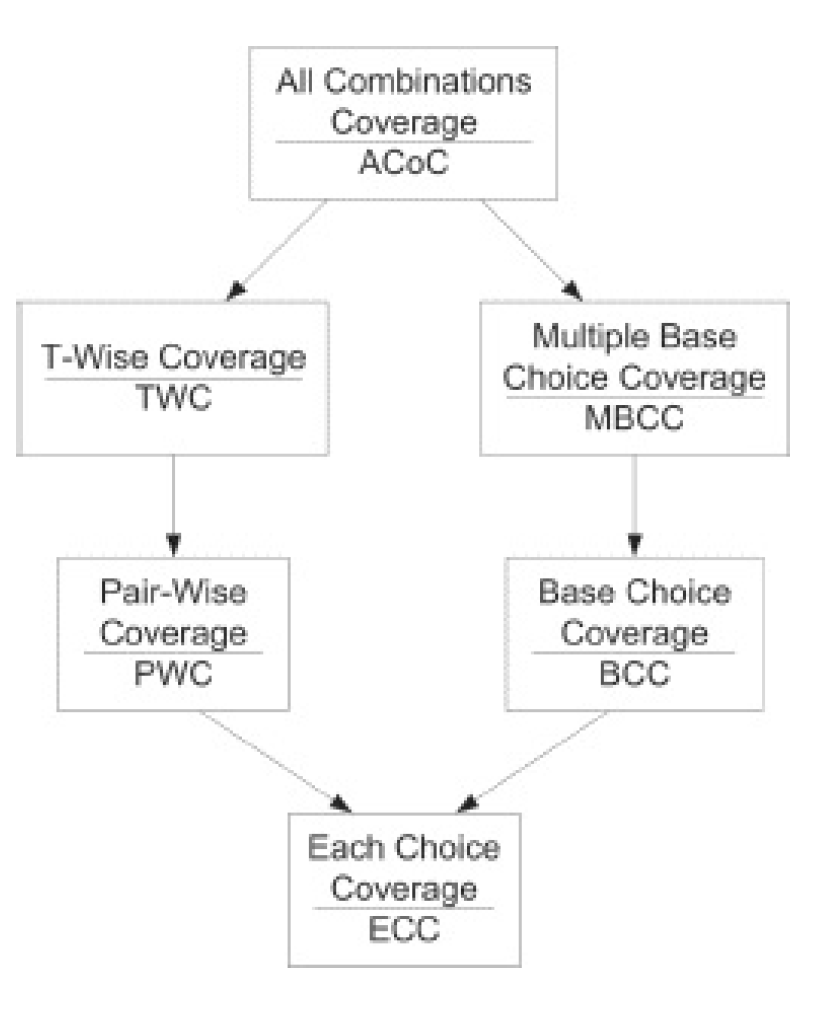 All Combinations
Coverage
ACoC
T-Wise Coverage
TWC
Multiple Base
Choice Coverage
MBCC
Pair-Wise
Coverage
PWC
Base Choice
Coverage
BCC
Each Choice
Coverage
ECC